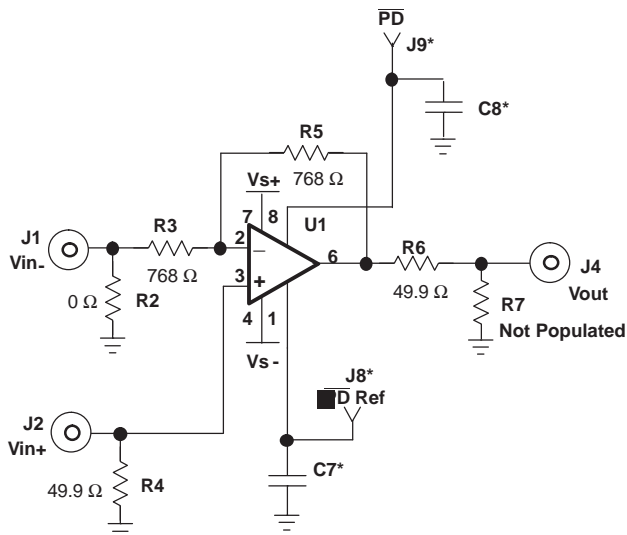 PD
J9*
C8*
R5
768 Ω
Vs+
7 8
U1
J1
Vin-
R3
2
–
6
R6
768 Ω
3
+
49.9 Ω
J4
Vout
0 Ω
R2
4 1
R7
Not Populated
Vs -
J8*
PD Ref
J2
Vin+
C7*
49.9 Ω
R4